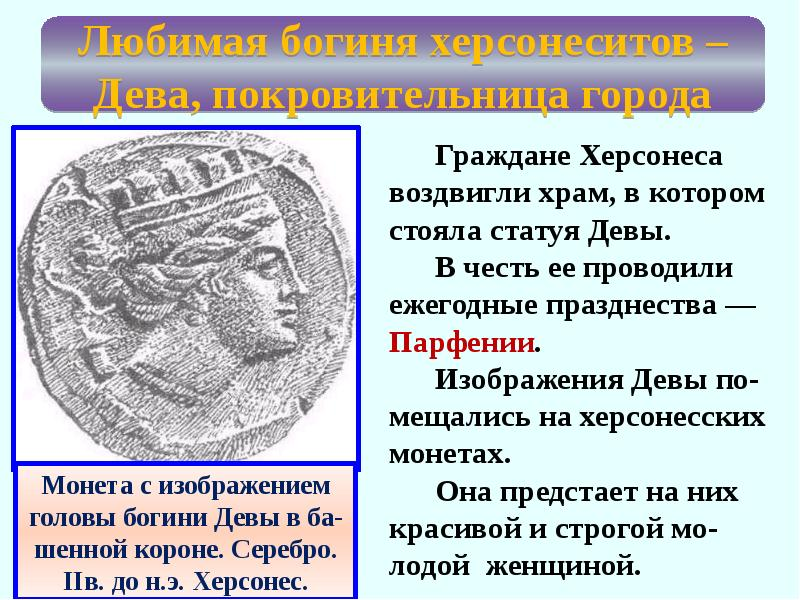 Любимая богиня херсонеситов –
Дева, покровительница города
Граждане Херсонеса
воздвигли храм, в котором
стояла статуя Девы.
В честь ее проводили
ежегодные празднества —
Парфении.
Изображения Девы по-
мещались на херсонесских
монетах.
Она предстает на них
красивой и строгой мо-
лодой женщиной.
Монета с изображением
головы богини Девы в ба-
шенной короне. Серебро.
IIв. до н.э. Херсонес.